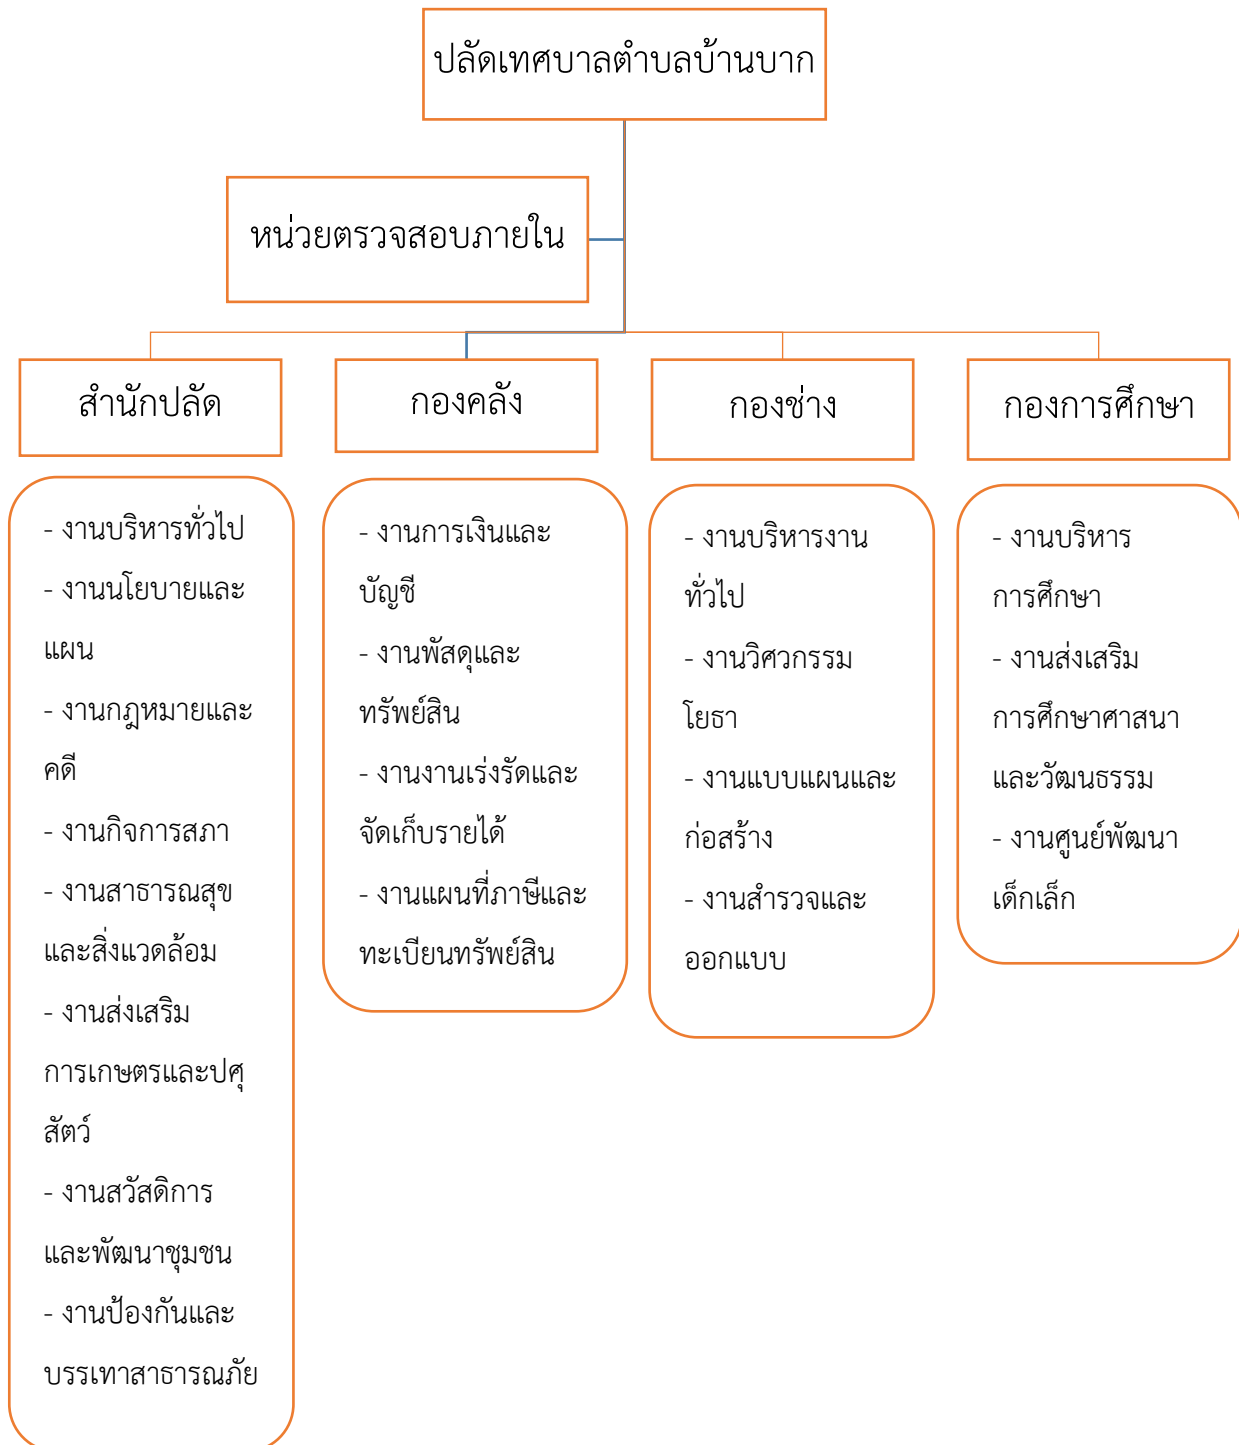 ปลัดเทศบาลตำบลบ้านบาก
หน่วยตรวจสอบภายใน
สำนักปลัด
กองคลัง
กองช่าง
กองการศึกษา
- งานบริหารทั่วไป
- งานนโยบายและ
แผน
- งานกฎหมายและ
คดี
- งานกิจการสภา
- งานสาธารณสุข
และสิ่งแวดล้อม
- งานส่งเสริม
การเกษตรและปศุ
สัตว์
- งานสวัสดิการ
และพัฒนาชุมชน
- งานป้องกันและ
บรรเทาสาธารณภัย
- งานการเงินและ
บัญชี
- งานพัสดุและ
ทรัพย์สิน
- งานงานเร่งรัดและ
จัดเก็บรายได้
- งานแผนที่ภาษีและ
ทะเบียนทรัพย์สิน
- งานบริหารงาน
ทั่วไป
- งานวิศวกรรม
โยธา
- งานแบบแผนและ
ก่อสร้าง
- งานสำรวจและ
ออกแบบ
- งานบริหาร
การศึกษา
- งานส่งเสริม
การศึกษาศาสนา
และวัฒนธรรม
- งานศูนย์พัฒนา
เด็กเล็ก